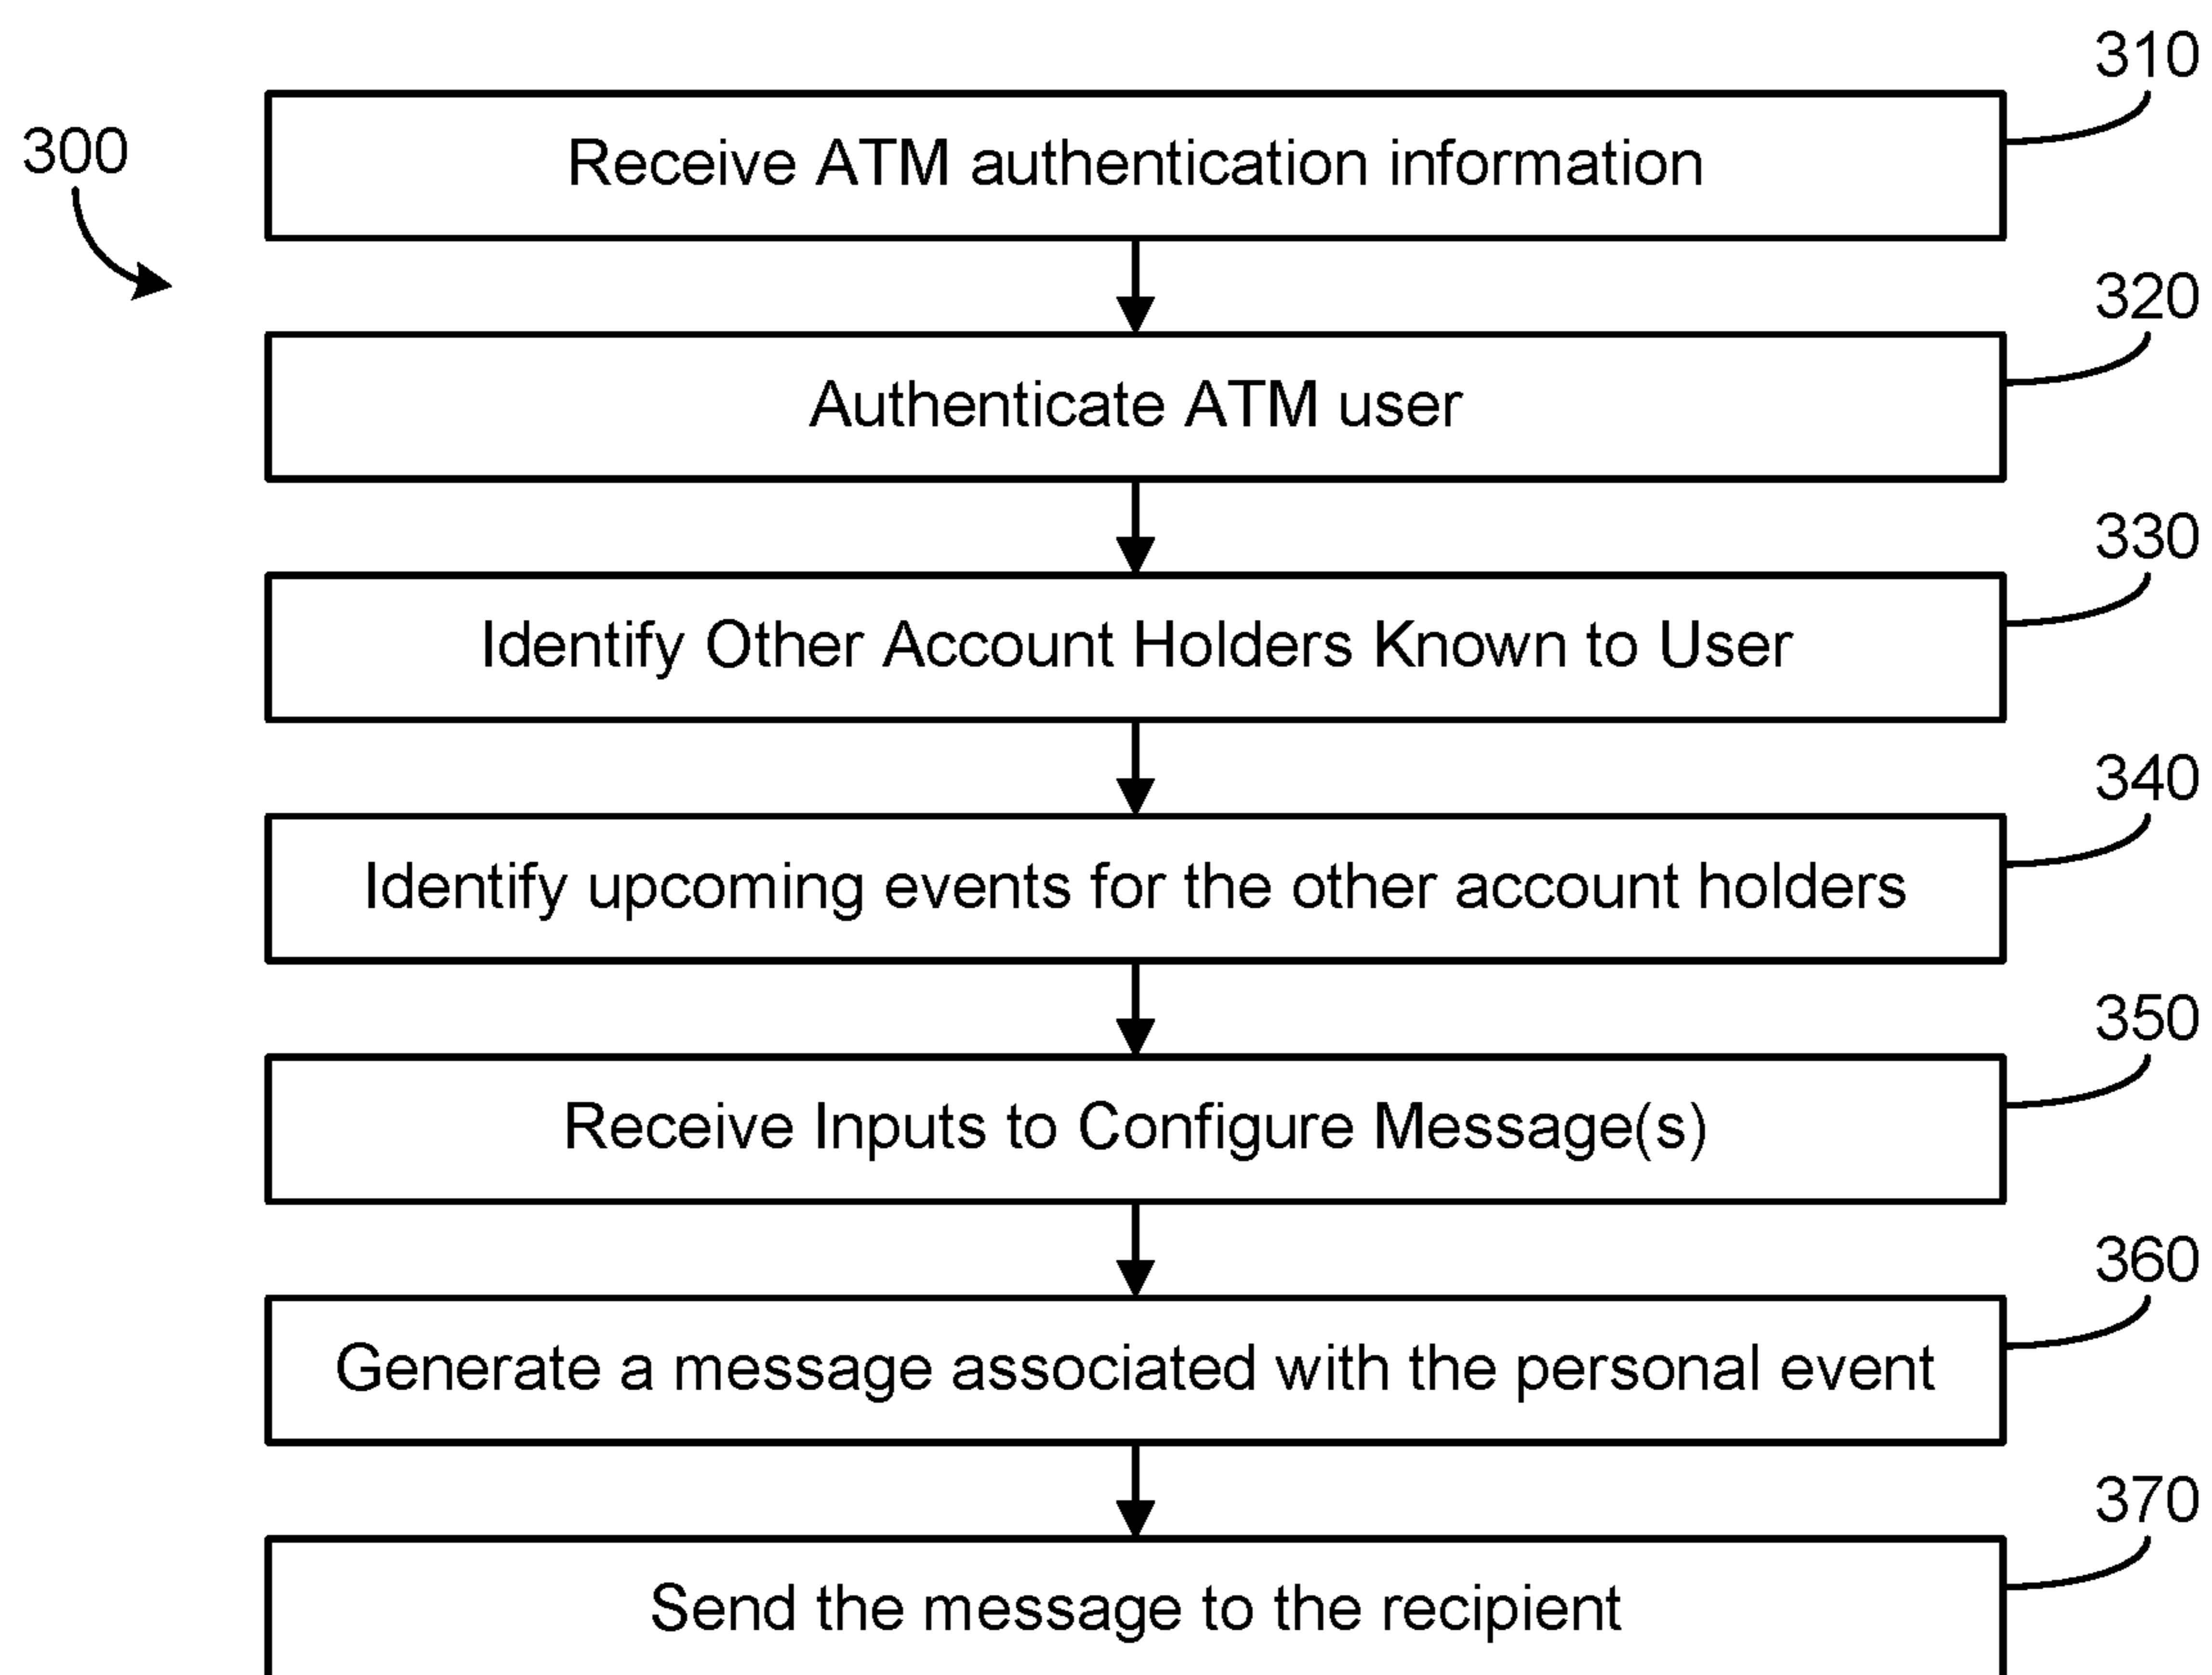 310
300
Receive ATM authentication information
320
Authenticate ATM user
330
Identify Other Account Holders Known to User
340
Identify upcoming events for the other account holders
350
Receive Inputs to Configure Message(s)
360
Generate a message associated with the personal event
370
Send the message to the recipient